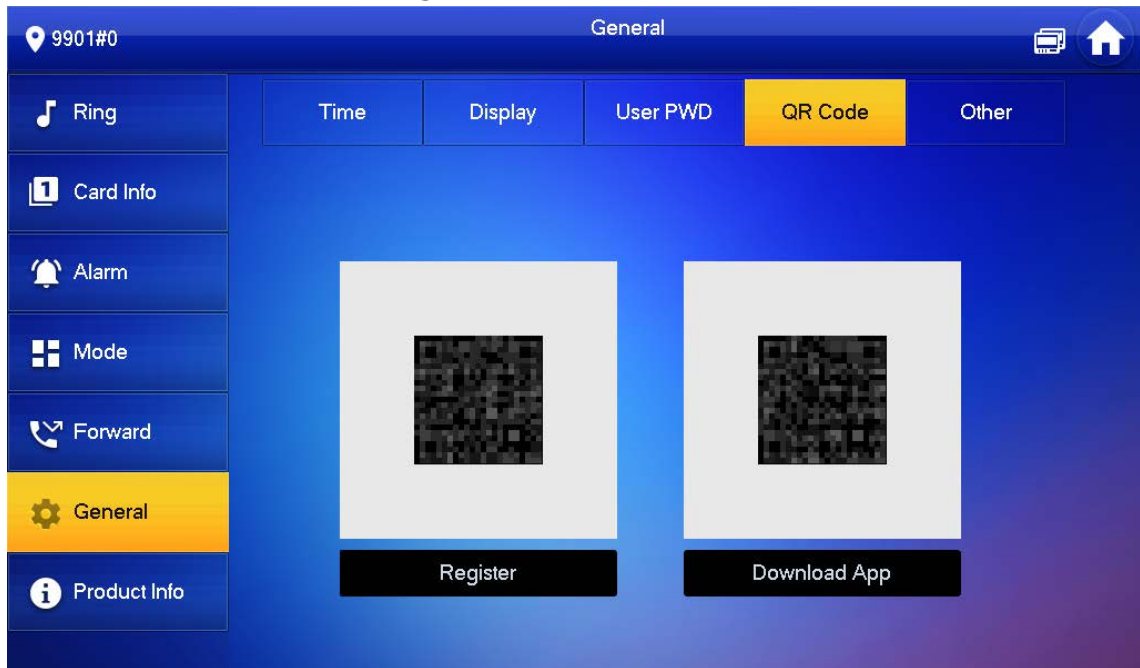 9901#0
General
Ring
Card Info
1
Alarm
Mode
Forward
General
Product Info
Time
Display
User PWD
QR Code
Other
Register
Download App